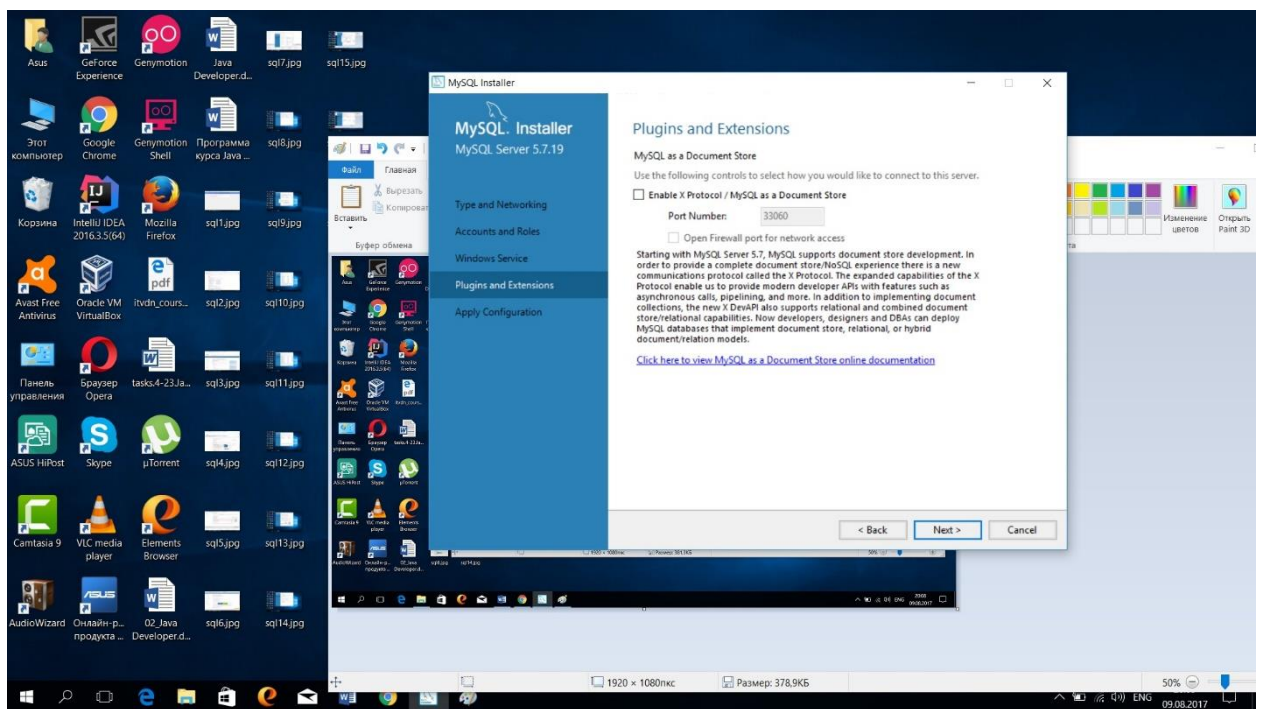 Asus
GeForce
Experience
Genymotion
Java
Developer.d...
sql7.jpg
sql15.jpg
Этот
компьютер
Google
Chrome
Genymotion
Shell
Программа
курса Java ...
sql8.jpg
Корзина
IntelliJ IDEA
2016.3.5(64)
Mozilla
Firefox
sql1.jpg
sql9.jpg
Avast Free
Antivirus
Oracle VM
VirtualBox
itvdn_cours...
sql2.jpg
sql10.jpg
Панель
управления
Браузер
Opera
tasks.4-23.Ja...
sql3.jpg
sql11.jpg
ASUS HiPost
Skype
µTorrent
sql4.jpg
sql12.jpg
Camtasia 9
VLC media
player
Elements
Browser
sql5.jpg
sql13.jpg
AudioWizard
Онлайн-р...
продукта ...
02_Java
Developer.d...
sql6.jpg
sql14.jpg
Файл
Главная
Вставить
Вырезать
Копироват
Буфер обмена
MySQL Installer
MySQL. Installer
MySQL Server 5.7.19
Type and Networking
Accounts and Roles
Windows Service
Plugins and Extensions
Apply Configuration
Plugins and Extensions
MySQL as a Document Store
Use the following controls to select how you would like to connect to this server.
Enable X Protocol / MySQL as a Document Store
Port Number:
33060
Open Firewall port for network access
Starting with MySQL Server 5.7, MySQL supports document store development. In
order to provide a complete document store/NoSQL experience there is a new
communications protocol called the X Protocol. The expanded capabilities of the X
Protocol enable us to provide modern developer APIs with features such as
asynchronous calls, pipelining, and more. In addition to implementing document
collections, the new X DevAPI also supports relational and combined document
store/relational capabilities. Now developers, designers and DBAs can deploy
MySQL databases that implement document store, relational, or hybrid
document/relation models.
Click here to view MySQL as a Document Store online documentation
< Back
Next >
Cancel
Изменение
цветов
Открыть
Paint 3D
1920 × 1080пкс
Размер: 378,9КБ
50%
ENG
09.08.2017